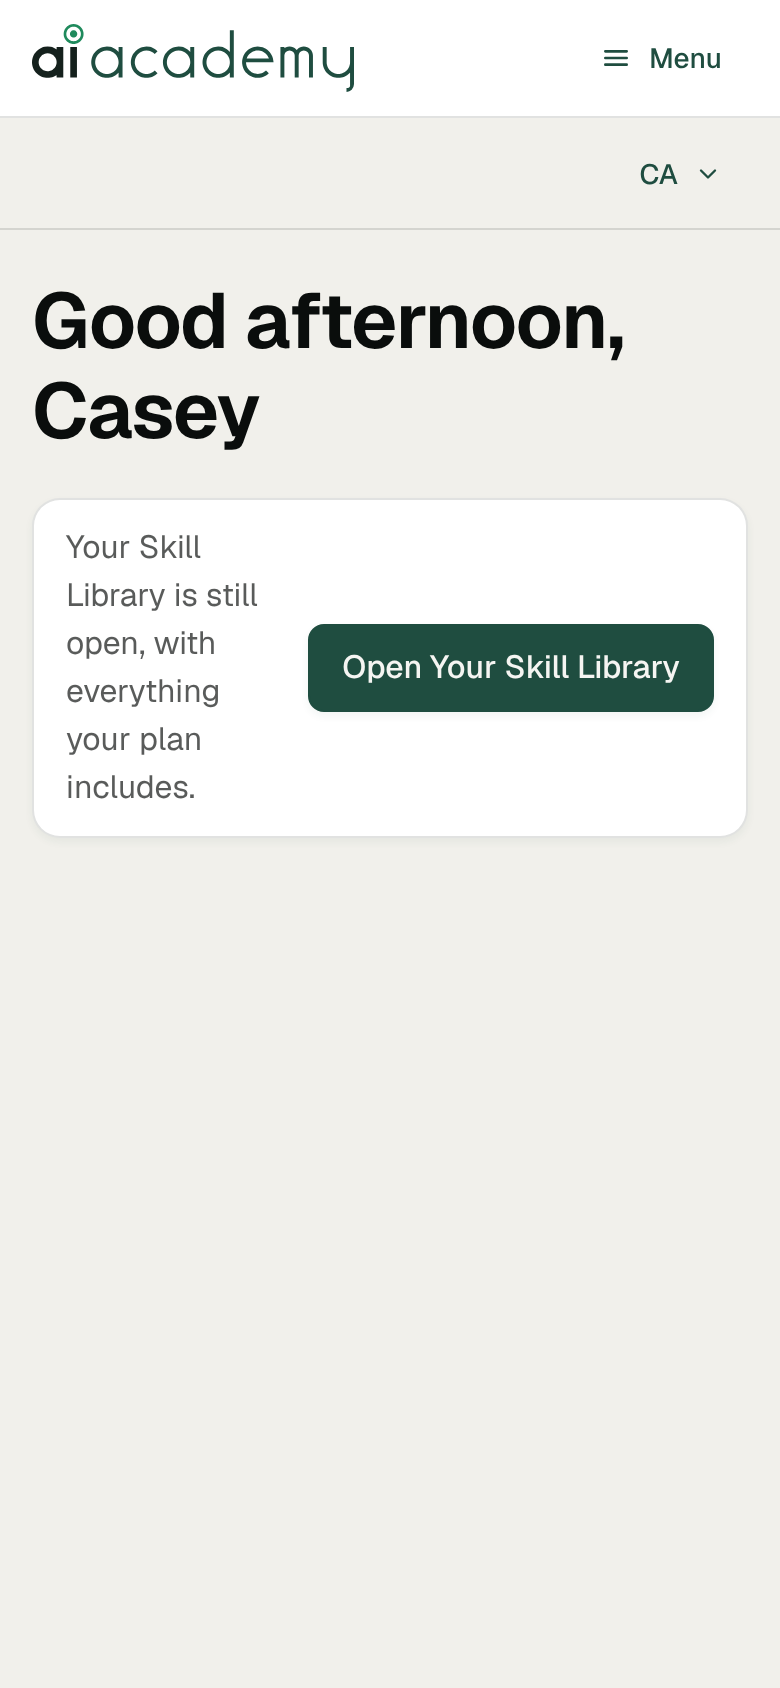 ai academy
Menu
CA
Good afternoon,
Casey
Your Skill
Library is still
open, with
everything
your plan
includes.
Open Your Skill Library